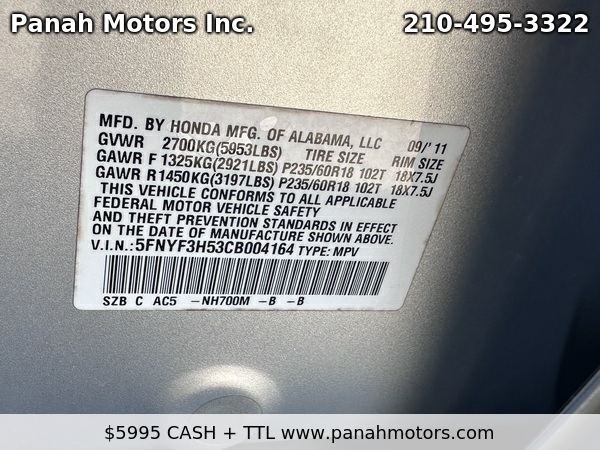 Panah Motors Inc. 210-495-3322
MFD. BY HONDA MFG. OF ALABAMA, LLC 09/'11
GVWR 2700KG(5953LBS) TIRE SIZE RIM SIZE
GAWR F 1325KG(2921LBS) P235/60R18 102T 18X7.5J
GAWR R1450KG(3197LBS) P235/60R18 102T 18X7.5J
THIS VEHICLE CONFORMS TO ALL APPLICABLE
FEDERAL MOTOR VEHICLE SAFETY
AND THEFT PREVENTION STANDARDS IN EFFECT
ON THE DATE OF MANUFACTURE SHOWN ABOVE.
V.I.N.:5FNYF3H53CB004164 TYPE: MPV
SZB C AC5 -NH700M -B -B
$5995 CASH + TTL www.panahmotors.com